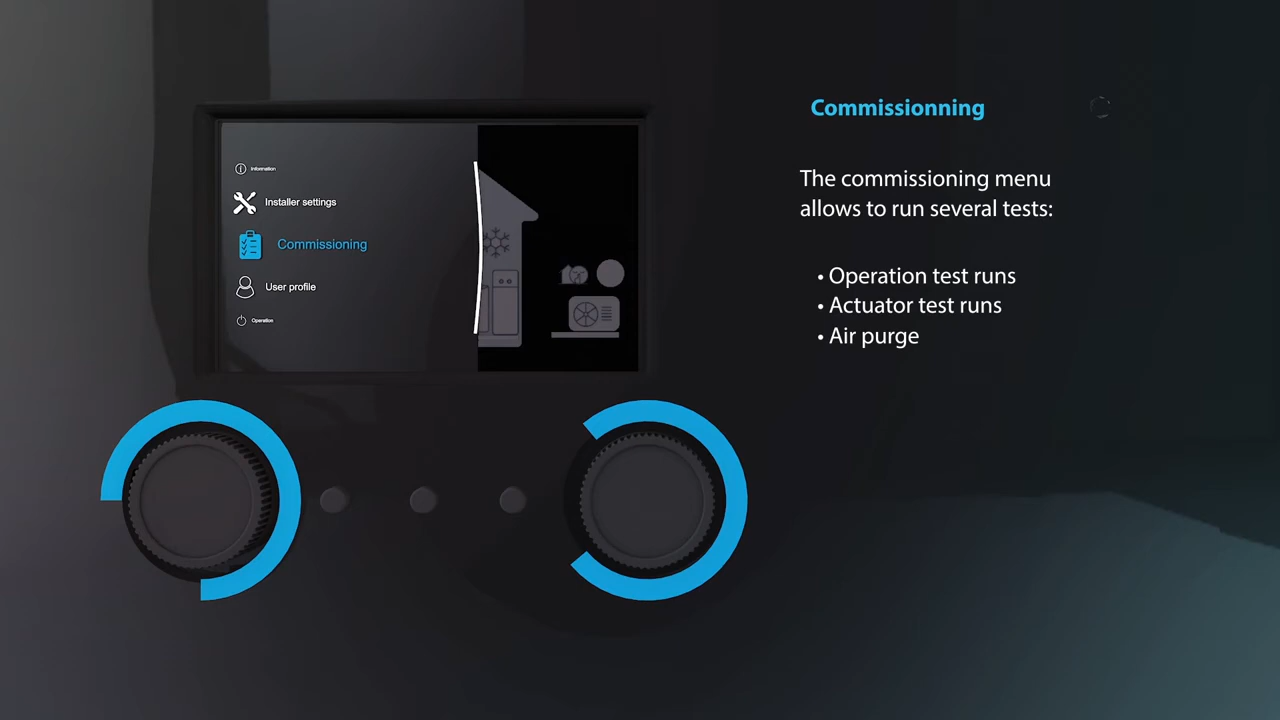 Information
Installer settings
Commissioning
User profile
Operation
Commissionning
The commissioning menu
allows to run several tests:
• Operation test runs
• Actuator test runs
• Air purge